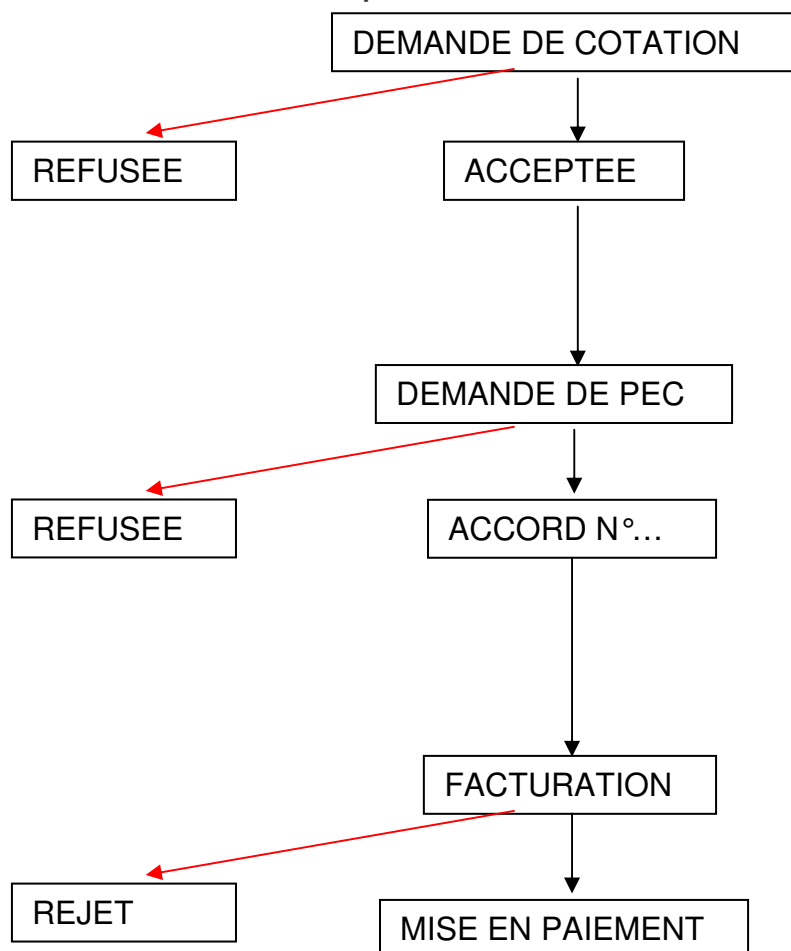 DEMANDE DE COTATION
REFUSEE
ACCEPTEE
DEMANDE DE PEC
REFUSEE
ACCORD N°...
FACTURATION
REJET
MISE EN PAIEMENT